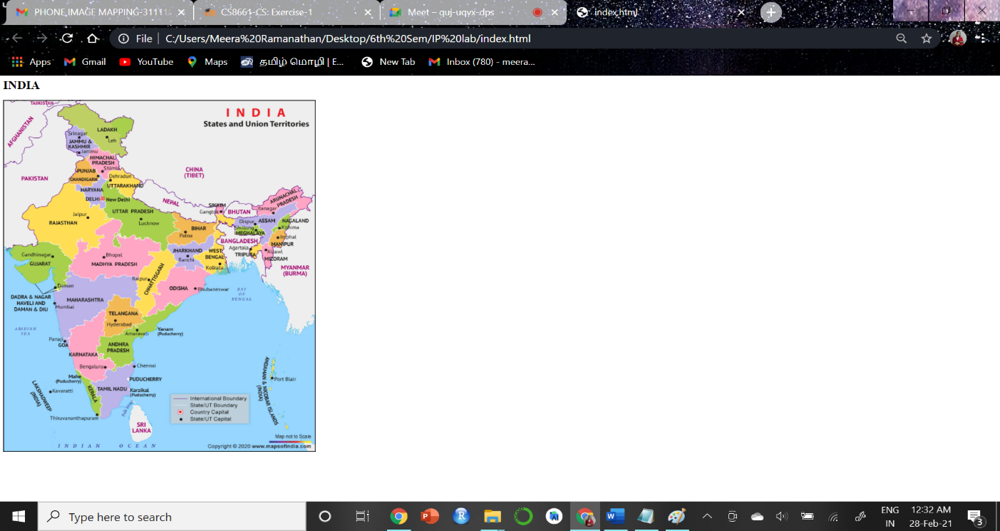 PHONE IMAGE MAPPING-31111
CS8661-CS: Exercise-1
Meet – quj-uqvx-dps
index.html
File | C:/Users/Meera%20Ramanathan/Desktop/6th%20Sem/IP%20lab/index.html
Apps
Gmail
YouTube
Maps
தமிழ் மொழி | E...
New Tab
Inbox (780) - meera...
INDIA
TAJIKISTAN
INDIA
States and Union Territories
AFGHANISTAN
LADAKH
Srinagar
Leh
JAMMU &
KASHMIR
Jammu
HIMACHAL
PRADESH
Shimla
PUNJAB
CHANDIGARH
Dehradun
UTTARAKHAND
PAKISTAN
CHINA
(TIBET)
HARYANA
DELHI
New Delhi
NEPAL
SIKKIM
Gangtok
BHUTAN
ARUNACHAL
PRADESH
Itanagar
Jaipur
RAJASTHAN
UTTAR PRADESH
Lucknow
BIHAR
Patna
Dispur
ASSAM
NAGALAND
Kohima
Shillong
MEGHALAYA
Imphal
MANIPUR
BANGLADESH
Agartala
TRIPURA
Aizawl
MIZORAM
MYANMAR
(BURMA)
Gandhinagar
GUJARAT
Bhopal
MADHYA PRADESH
JHARKHAND
Ranchi
WEST
BENGAL
Kolkata
Raipur
CHHATTISGARH
ODISHA
Bhubaneswar
BAY
OF
BENGAL
Daman
DADRA & NAGAR
HAVELI AND
DAMAN & DIU
MAHARASHTRA
Mumbai
TELANGANA
Hyderabad
Amaravati
Yanam
(Puducherry)
ARABIAN
SEA
Panaji
GOA
KARNATAKA
ANDHRA
PRADESH
Bengaluru
Chennai
Mahe
(Puducherry)
PUDUCHERRY
TAMIL NADU
Karaikal
(Puducherry)
KERALA
LAKSHADWEEP
(INDIA)
Kavaratti
Thiruvananthapuram
SRI
LANKA
ANDAMAN & NICOBAR ISLANDS
(INDIA)
Port Blair
International Boundary
State/UT Boundary
Country Capital
State/UT Capital
Map not to Scale
INDIAN OCEAN
Copyright © 2020 www.mapsofindia.com
Type here to search
ENG
IN
12:32 AM
28-Feb-21
3